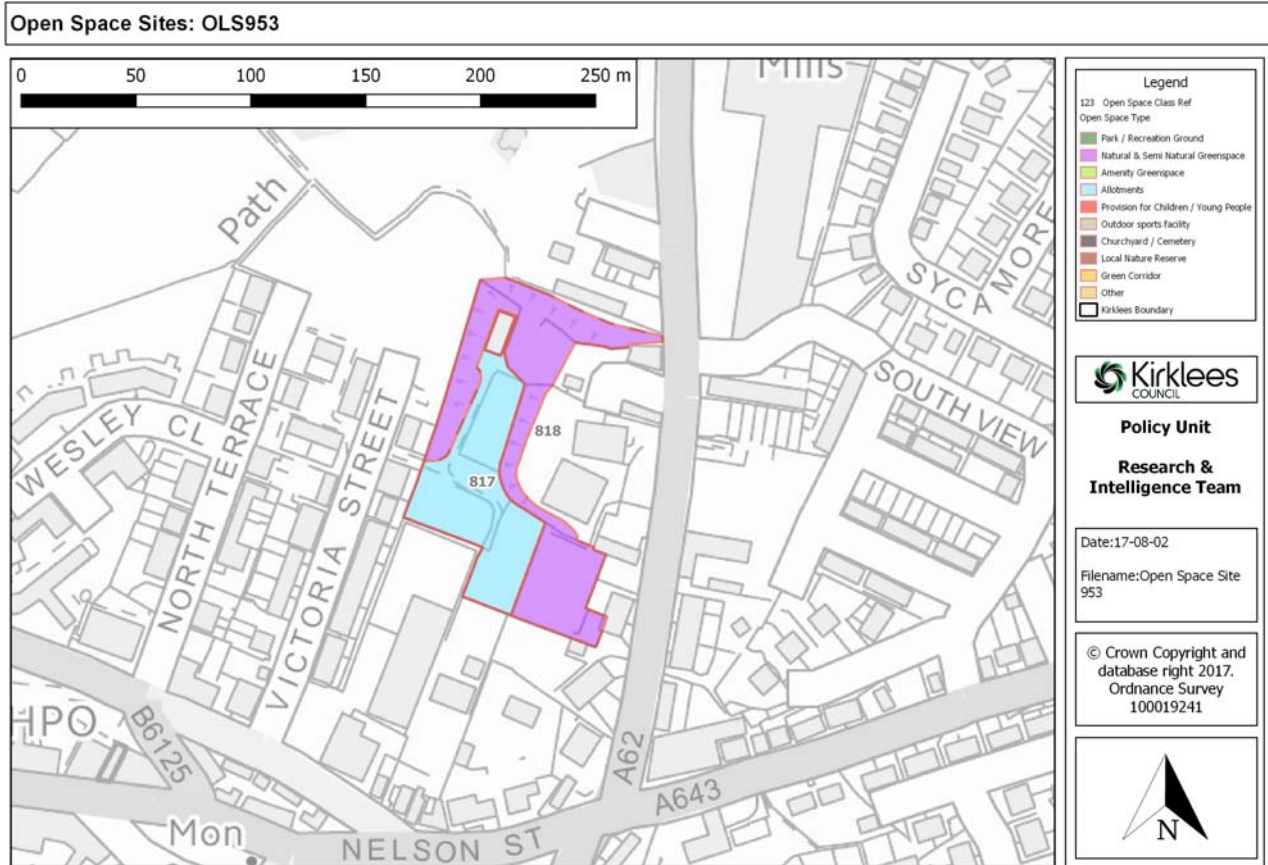 Open Space Sites: OLS953
0 50 100 150 200 250 m
Mills
Path
SYCAMORE
SOUTH VIEW
WESLEY CL
NORTH TERRACE
VICTORIA STREET
818
817
HPO
B6125
A62
A643
Mon
NELSON ST
Legend
123 Open Space Class Ref
Open Space Type
Park / Recreation Ground
Natural & Semi Natural Greenspace
Amenity Greenspace
Allotments
Provision for Children / Young People
Outdoor sports facility
Churchyard / Cemetery
Local Nature Reserve
Green Corridor
Other
Kirklees Boundary
Kirklees
COUNCIL
Policy Unit
Research &
Intelligence Team
Date:17-08-02
Filename:Open Space Site
953
© Crown Copyright and
database right 2017.
Ordnance Survey
100019241
N